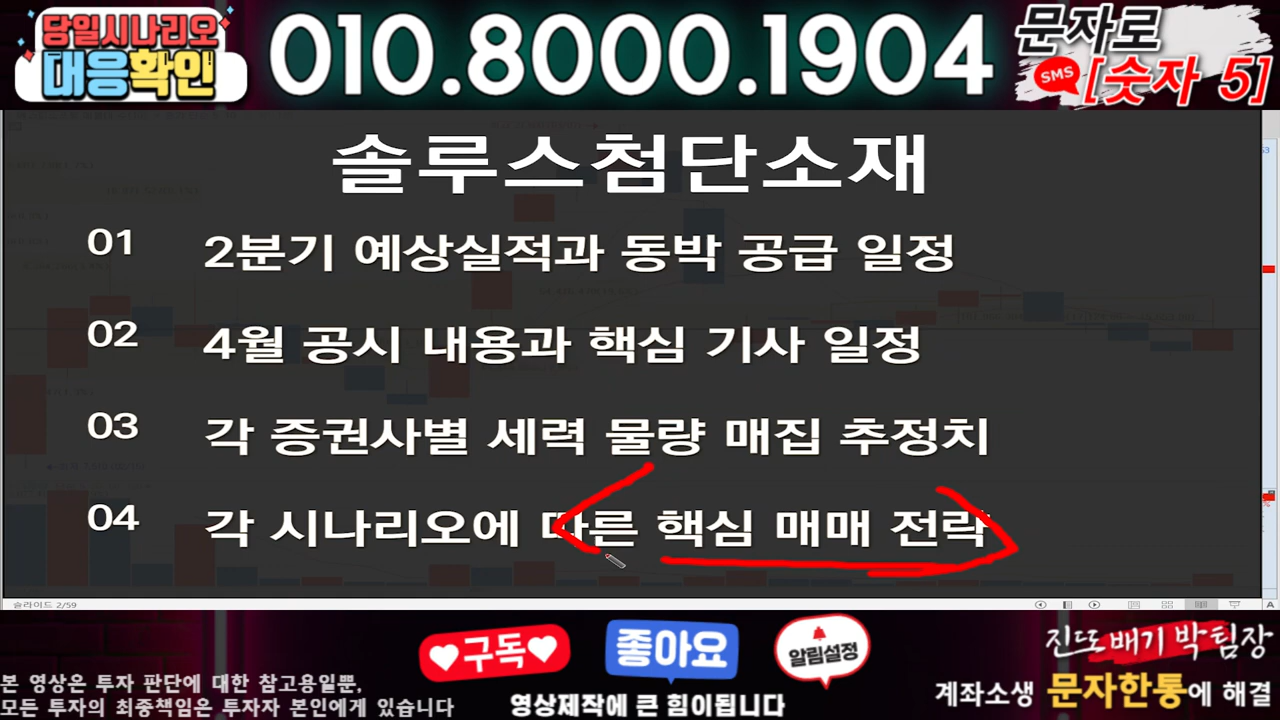 당일시나리오
대응확인
010.8000.1904
문자로
SMS [숫자 5]
솔루스첨단소재
01 2분기 예상실적과 동박 공급 일정
02 4월 공시 내용과 핵심 기사 일정
03 각 증권사별 세력 물량 매집 추정치
04 각 시나리오에 따른 핵심 매매 전략
슬라이드 2/59
구독
좋아요
알림설정
영상제작에 큰 힘이됩니다
본 영상은 투자 판단에 대한 참고용일뿐,
모든 투자의 최종책임은 투자자 본인에게 있습니다
진또배기 박팀장
계좌소생 문자한통에 해결